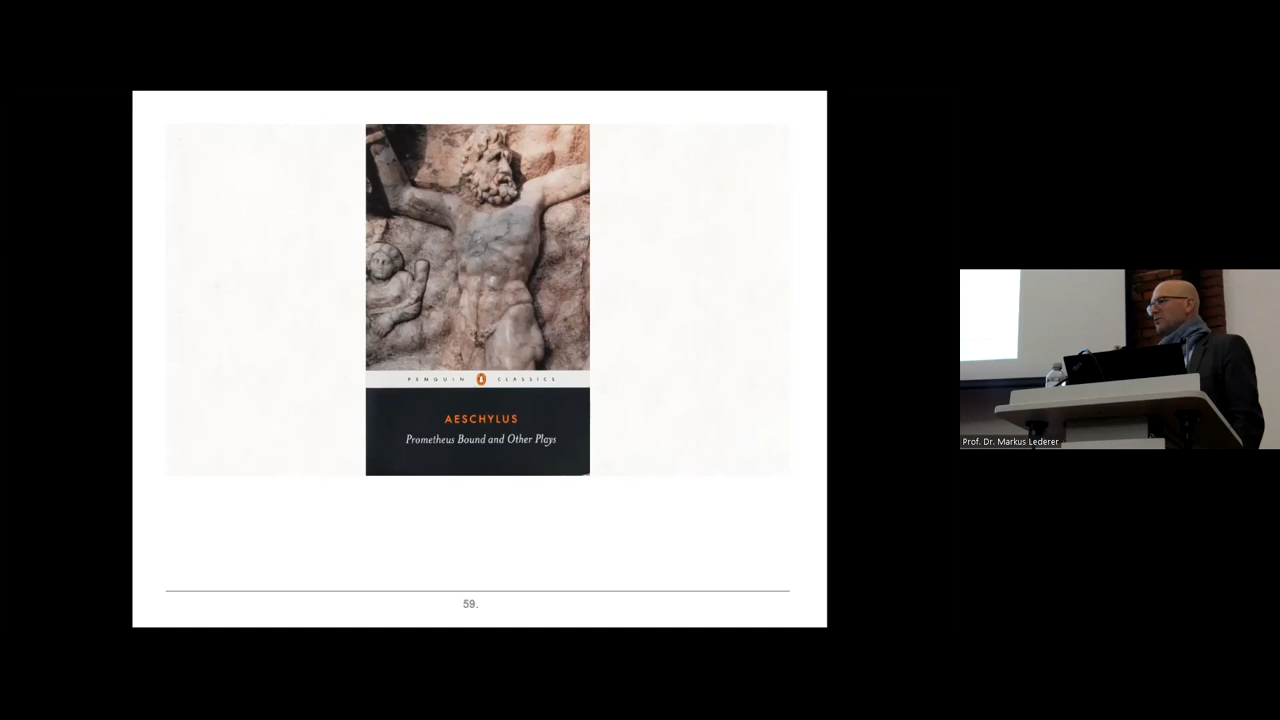 PENGUIN CLASSICS
AESCHYLUS
Prometheus Bound and Other Plays
59.
Prof. Dr. Markus Lederer